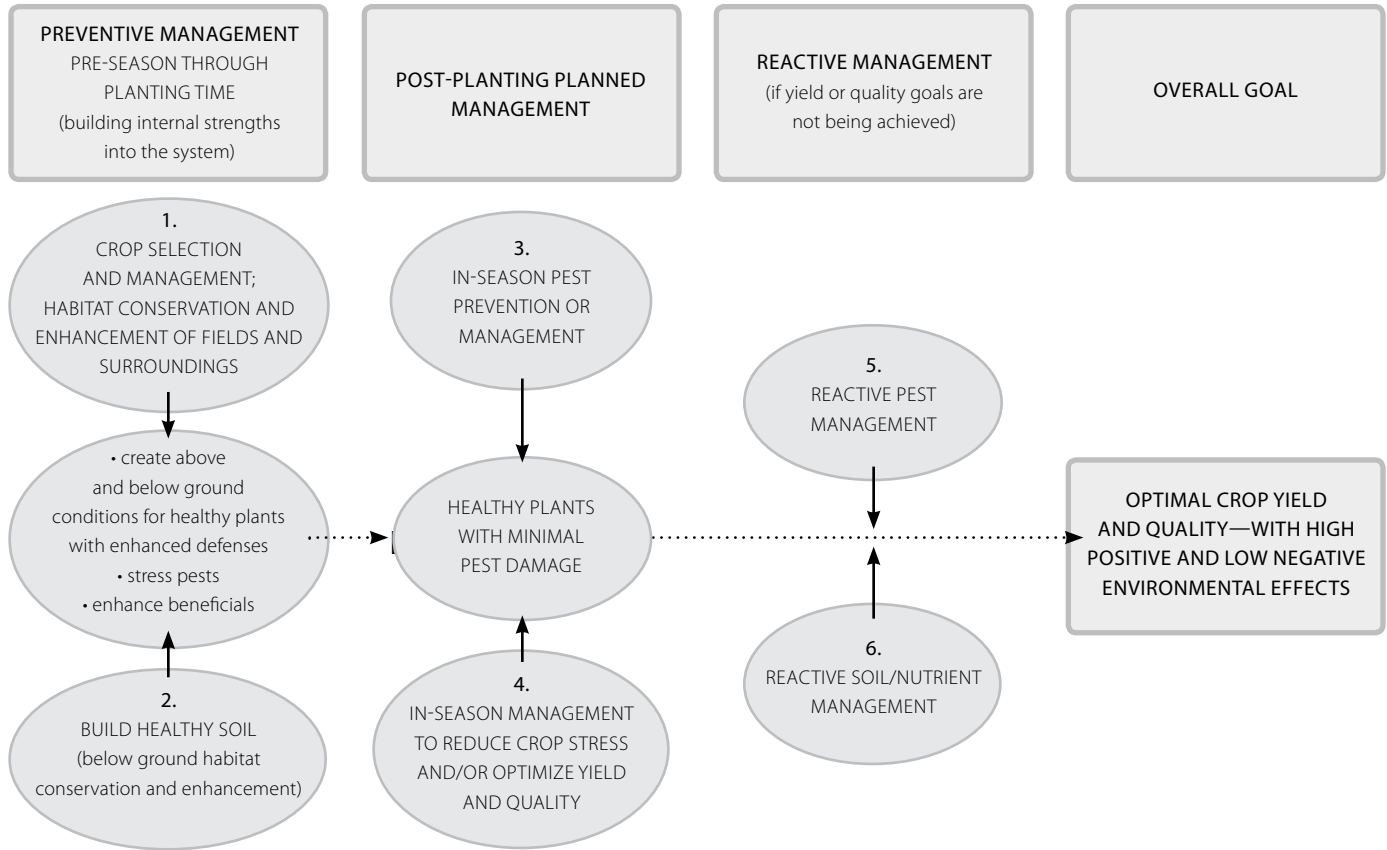 PREVENTIVE MANAGEMENT
PRE-SEASON THROUGH
PLANTING TIME
(building internal strengths
into the system)
POST-PLANTING PLANNED
MANAGEMENT
REACTIVE MANAGEMENT
(if yield or quality goals are
not being achieved)
OVERALL GOAL
1.
CROP SELECTION
AND MANAGEMENT;
HABITAT CONSERVATION AND
ENHANCEMENT OF FIELDS AND
SURROUNDINGS
• create above
and below ground
conditions for healthy plants
with enhanced defenses
• stress pests
• enhance beneficials
2.
BUILD HEALTHY SOIL
(below ground habitat
conservation and enhancement)
3.
IN-SEASON PEST
PREVENTION OR
MANAGEMENT
HEALTHY PLANTS
WITH MINIMAL
PEST DAMAGE
4.
IN-SEASON MANAGEMENT
TO REDUCE CROP STRESS
AND/OR OPTIMIZE YIELD
AND QUALITY
5.
REACTIVE PEST
MANAGEMENT
6.
REACTIVE SOIL/NUTRIENT
MANAGEMENT
OPTIMAL CROP YIELD
AND QUALITY—WITH HIGH
POSITIVE AND LOW NEGATIVE
ENVIRONMENTAL EFFECTS